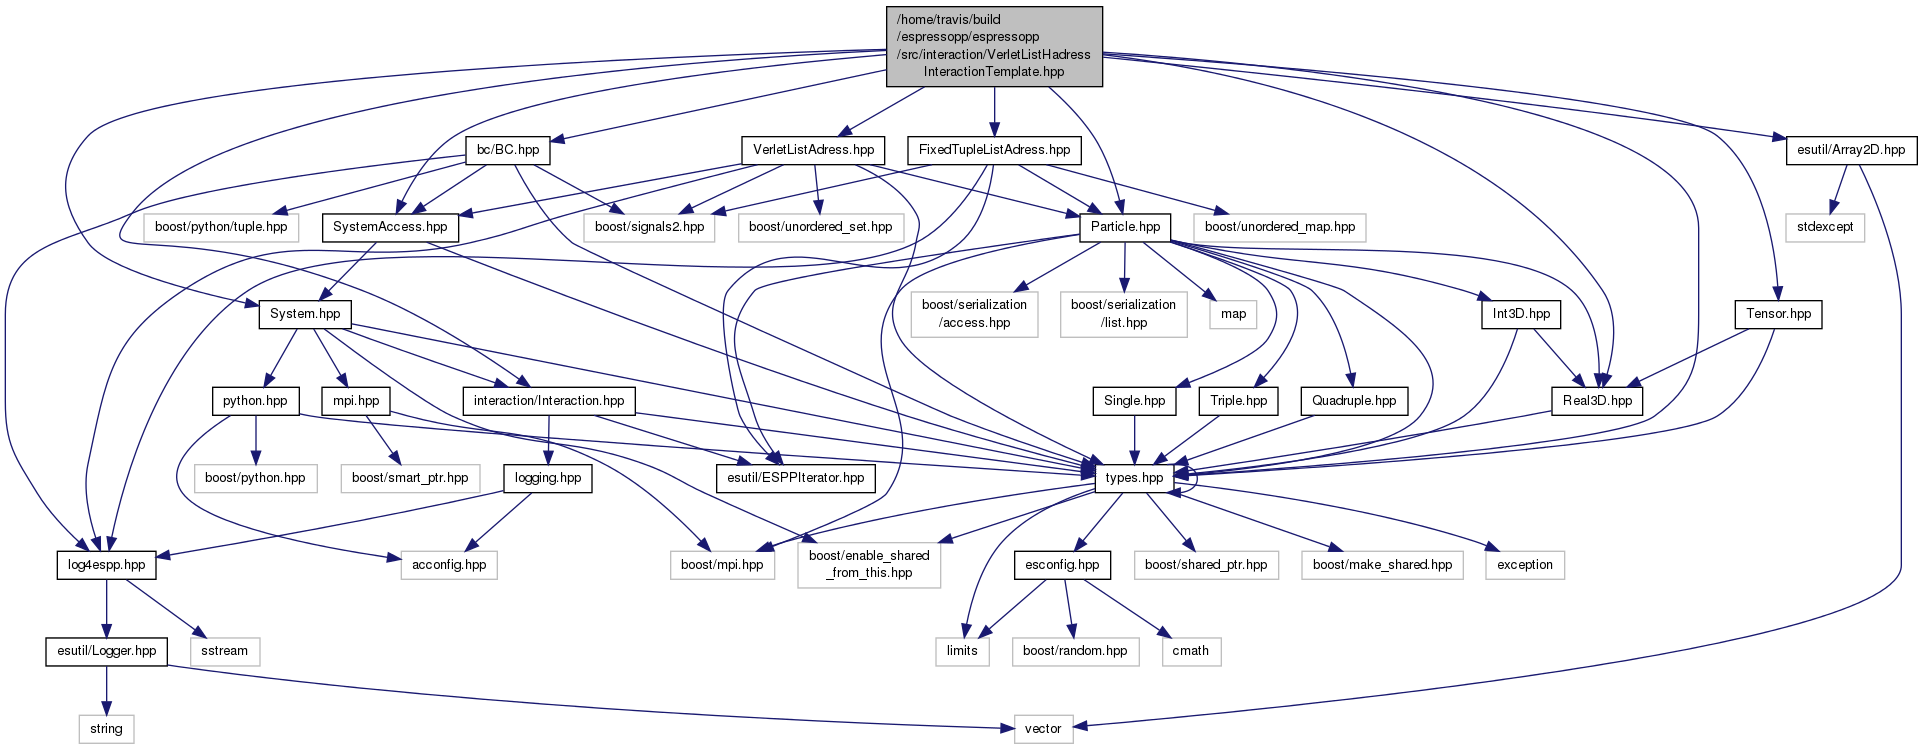 /home/travis/build
/espressopp/espressopp
/src/interaction/VerletListHadress
InteractionTemplate.hpp
bc/BC.hpp
VerletListAdress.hpp
FixedTupleListAdress.hpp
esutil/Array2D.hpp
boost/python/tuple.hpp
SystemAccess.hpp
boost/signals2.hpp
boost/unordered_set.hpp
Particle.hpp
boost/unordered_map.hpp
stdexcept
System.hpp
boost/serialization
/access.hpp
boost/serialization
/list.hpp
map
Int3D.hpp
Tensor.hpp
python.hpp
mpi.hpp
interaction/Interaction.hpp
Single.hpp
Triple.hpp
Quadruple.hpp
Real3D.hpp
boost/python.hpp
boost/smart_ptr.hpp
logging.hpp
esutil/ESPPIterator.hpp
types.hpp
log4espp.hpp
acconfig.hpp
boost/mpi.hpp
boost/enable_shared
_from_this.hpp
esconfig.hpp
boost/shared_ptr.hpp
boost/make_shared.hpp
exception
esutil/Logger.hpp
sstream
limits
boost/random.hpp
cmath
string
vector